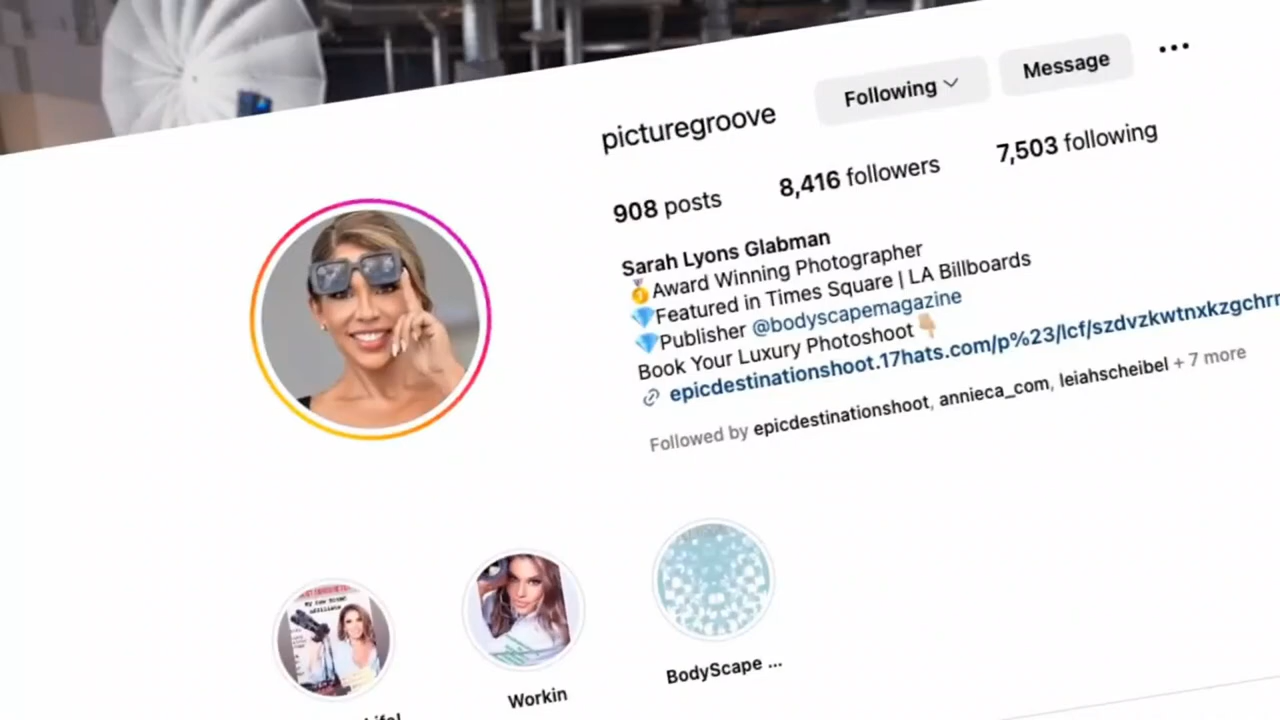 picturegroove
Following
Message
908 posts
8,416 followers
7,503 following
Sarah Lyons Glabman
🏅Award Winning Photographer
💎Featured in Times Square | LA Billboards
💎Publisher @bodyscapemagazine
Book Your Luxury Photoshoot👇🏼
epicdestinationshoot.17hats.com/p%23/lcf/szdvzkwtnxkzgchrr
Followed by epicdestinationshoot, annieca_com, leiahscheibel + 7 more
Workin
BodyScape ...